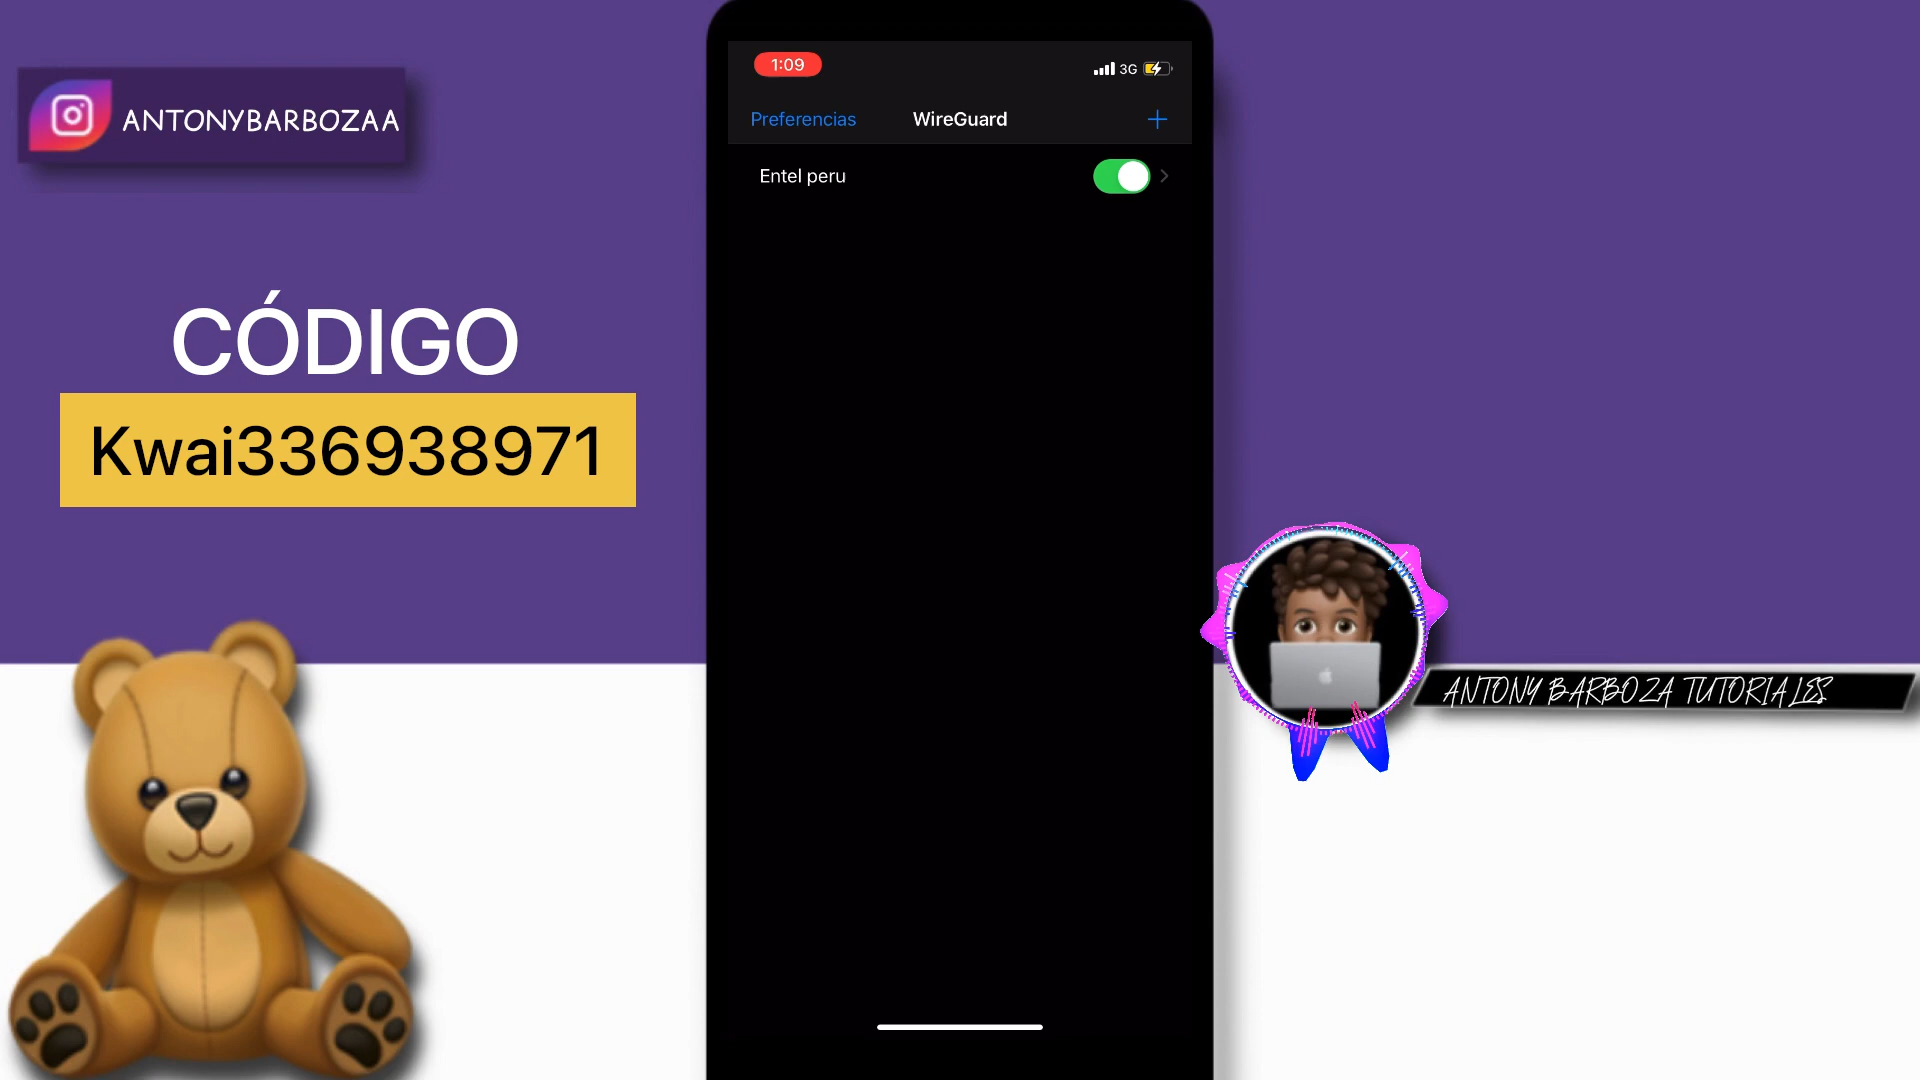 ANTONYBARBOZAA
CÓDIGO
Kwai336938971
1:09
3G
Preferencias
WireGuard
Entel peru
ANTONY BARBOZA TUTORIALES